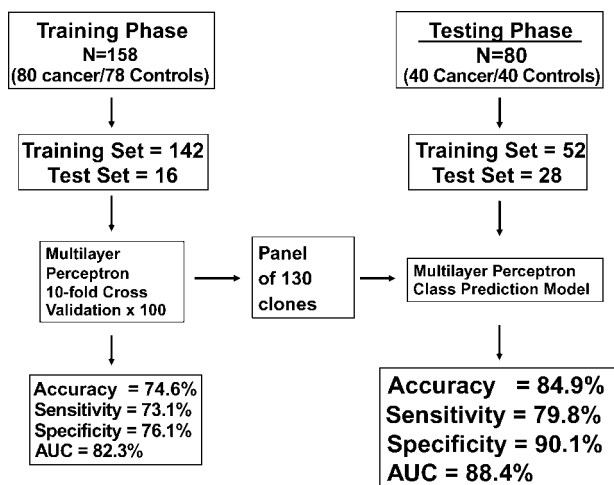 Training Phase
N=158
(80 cancer/78 Controls)
Training Set = 142
Test Set = 16
Multilayer
Perceptron
10-fold Cross
Validation x 100
Accuracy = 74.6%
Sensitivity = 73.1%
Specificity = 76.1%
AUC = 82.3%
Panel
of 130
clones
Testing Phase
N=80
(40 Cancer/40 Controls)
Training Set = 52
Test Set = 28
Multilayer Perceptron
Class Prediction Model
Accuracy = 84.9%
Sensitivity = 79.8%
Specificity = 90.1%
AUC = 88.4%